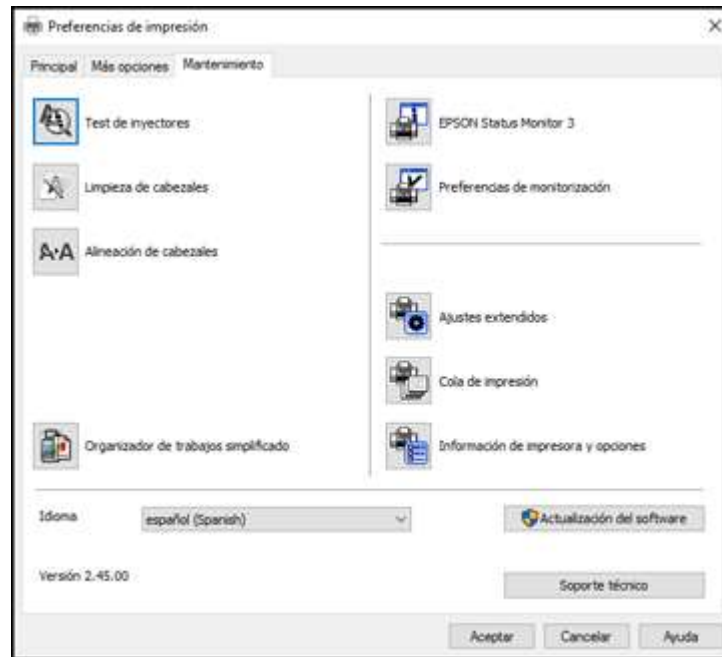 Preferencias de impresión
Principal Más opciones Mantenimiento
Test de inyectores
Limpieza de cabezales
Alineación de cabezales
Organizador de trabajos simplificado
EPSON Status Monitor 3
Preferencias de monitorización
Ajustes extendidos
Cola de impresión
Información de impresora y opciones
Idioma
español (Spanish)
Actualización del software
Versión 2.45.00
Soporte técnico
Aceptar Cancelar Ayuda